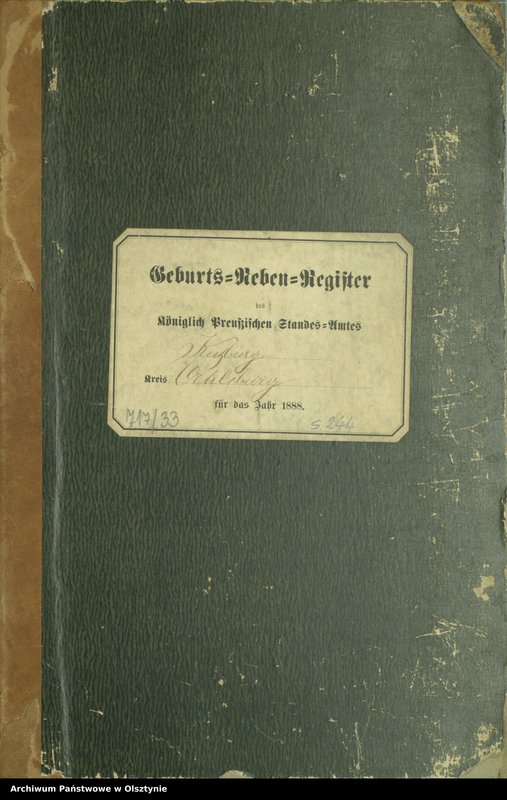 Geburts-Neben-Register
des
Königlich Preußischen Standes-Amtes
Kreis Ortelsburg
für das Jahr 1888.
717/33
S 244
Archiwum Państwowe w Olsztynie